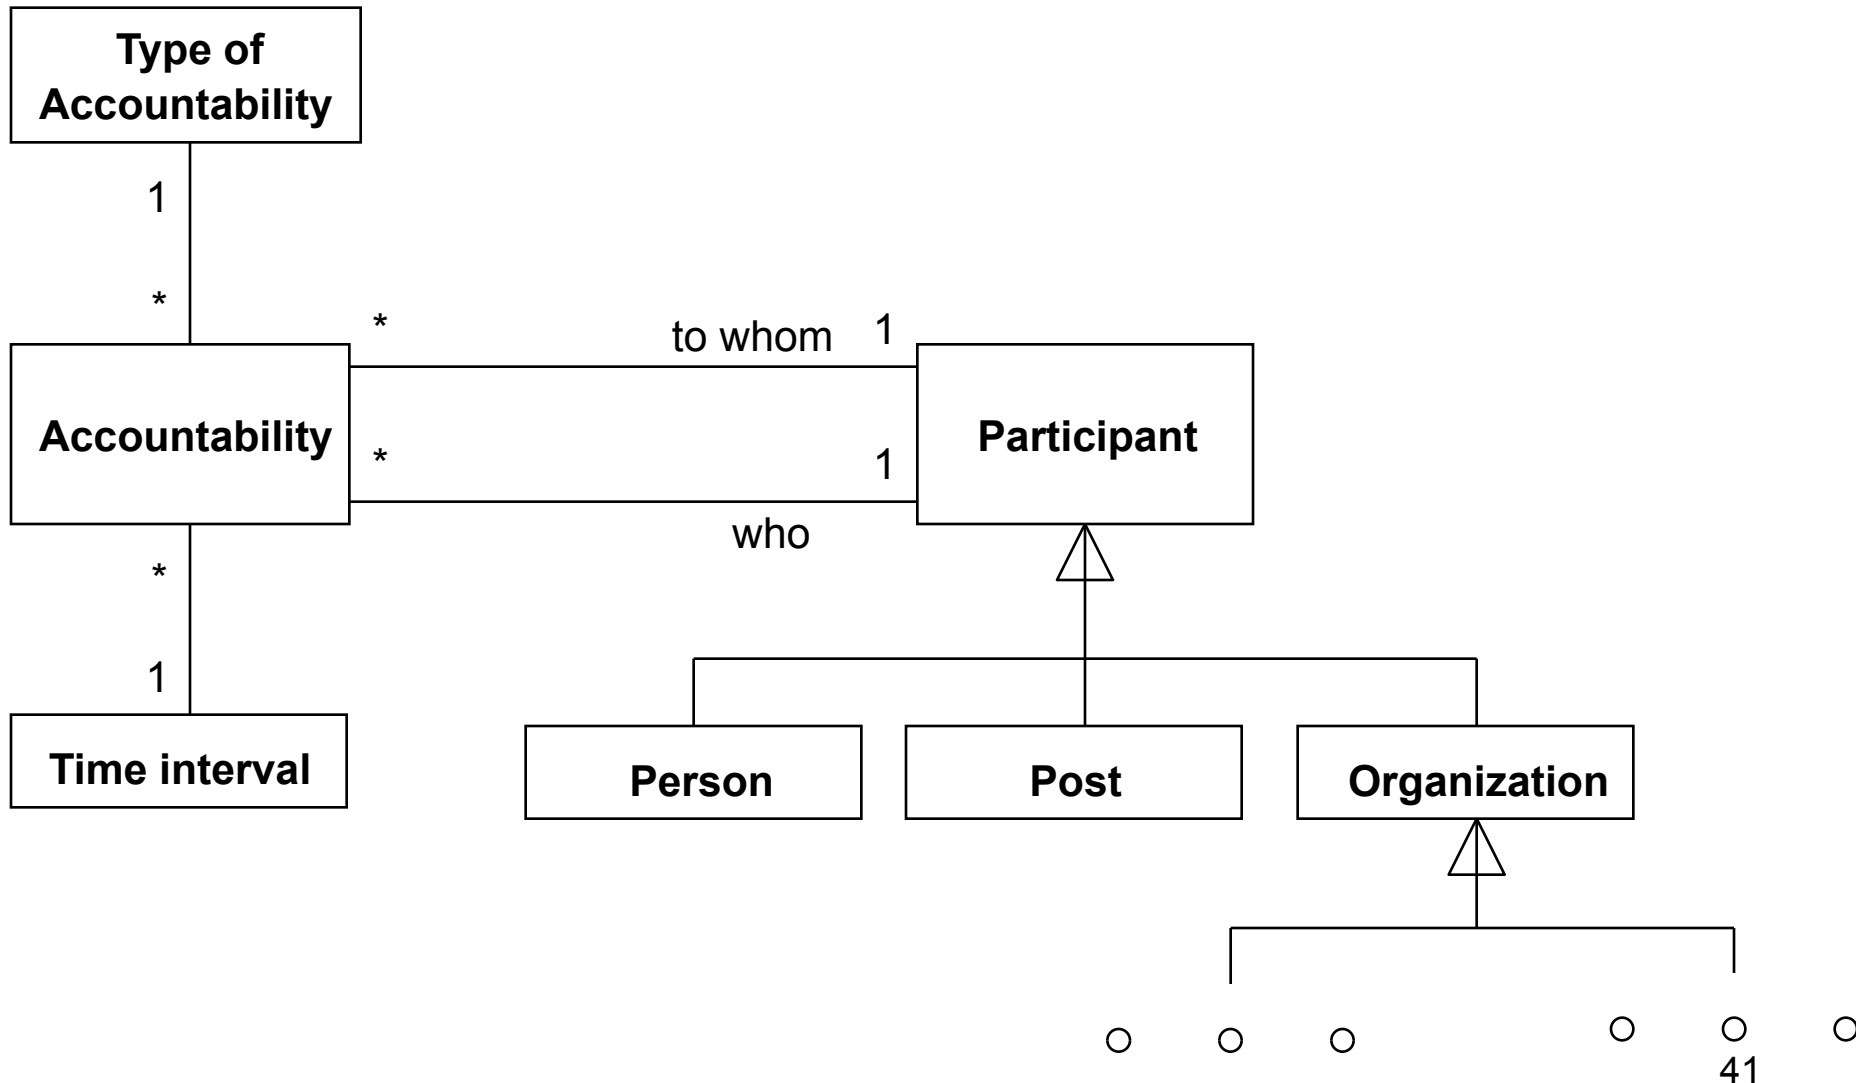 Type of
Accountability
1
*
* to whom 1
Accountability
Participant
* 1
who
*
1
Time interval
Person
Post
Organization
41